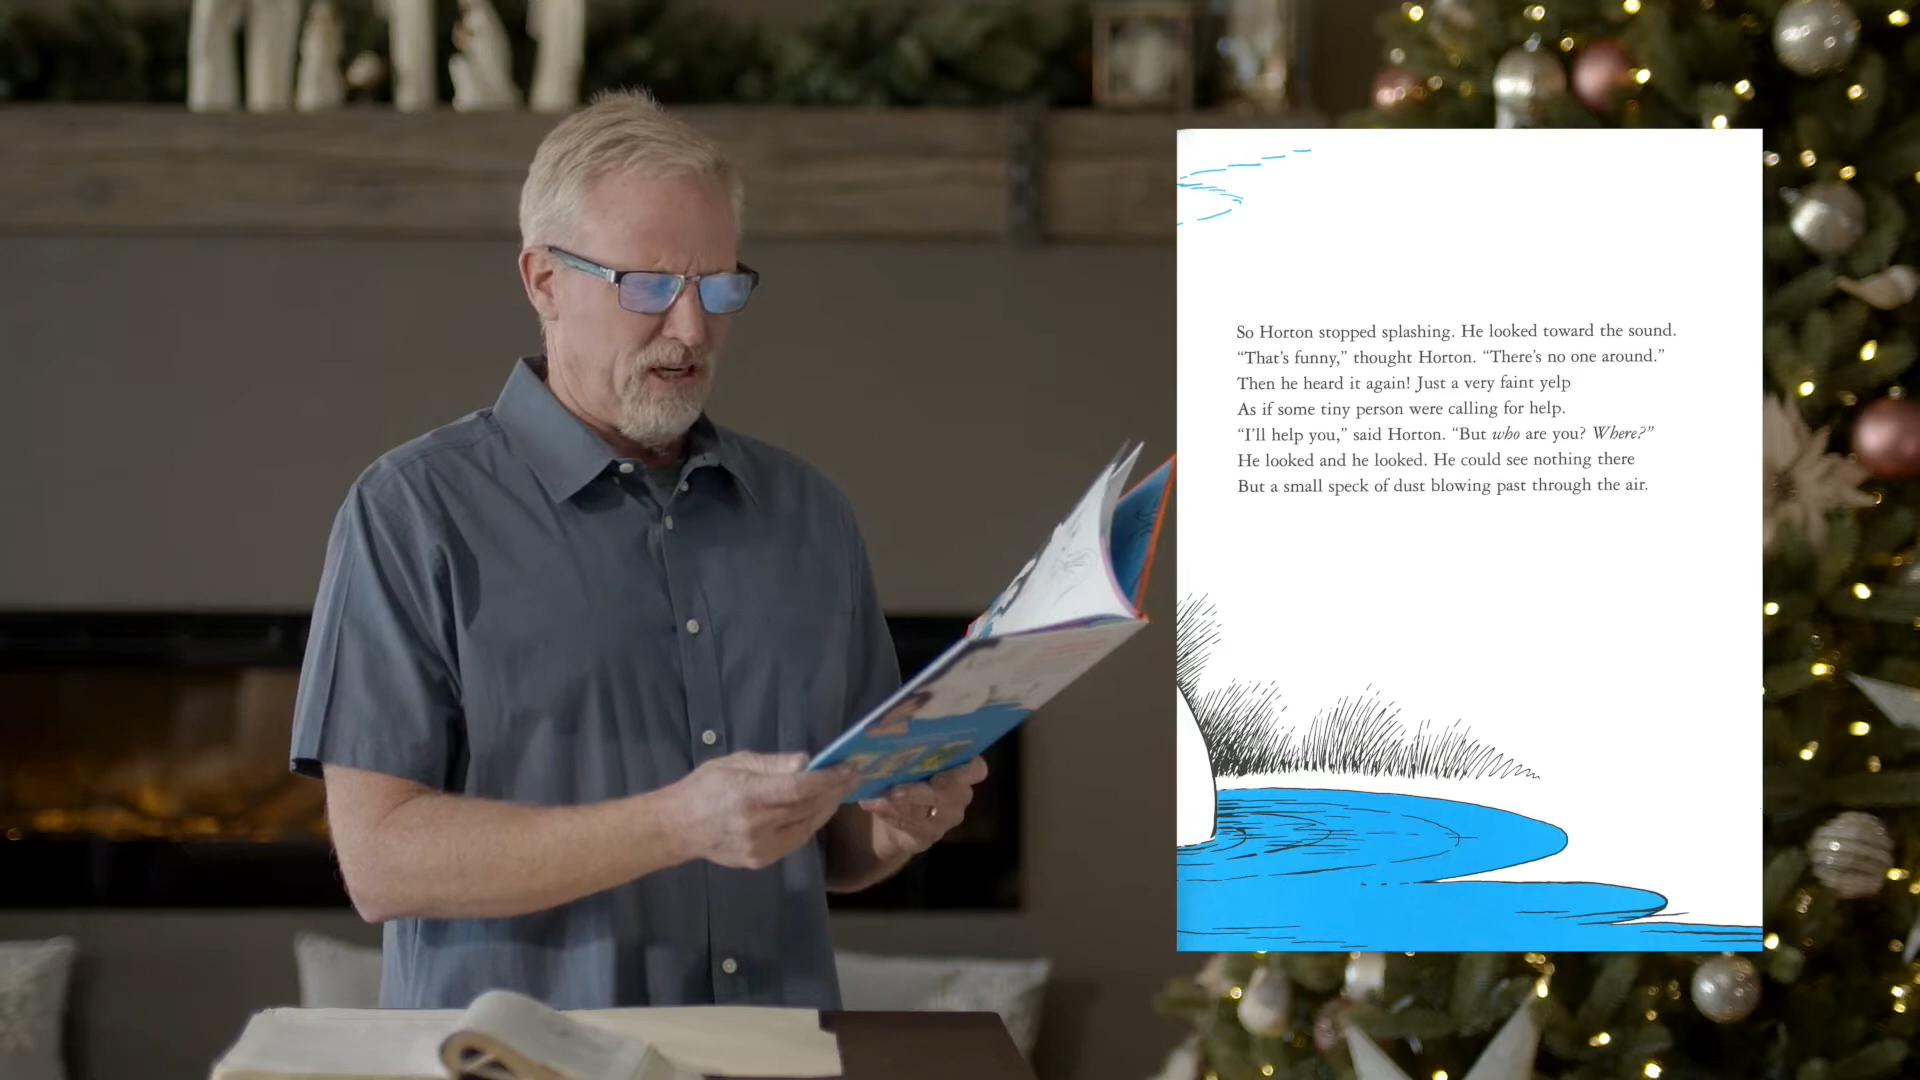 So Horton stopped splashing. He looked toward the sound.
“That’s funny,” thought Horton. “There’s no one around.”
Then he heard it again! Just a very faint yelp
As if some tiny person were calling for help.
“I’ll help you,” said Horton. “But who are you? Where?”
He looked and he looked. He could see nothing there
But a small speck of dust blowing past through the air.